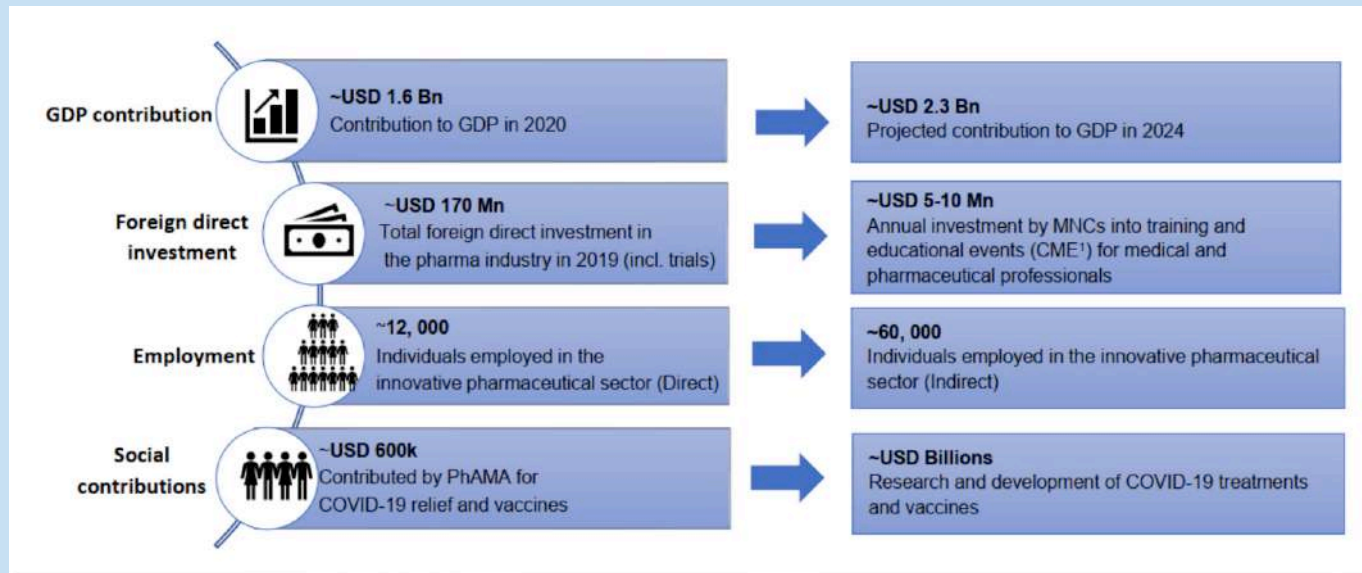 GDP contribution
~USD 1.6 Bn
Contribution to GDP in 2020
~USD 2.3 Bn
Projected contribution to GDP in 2024
Foreign direct
investment
~USD 170 Mn
Total foreign direct investment in
the pharma industry in 2019 (incl. trials)
~USD 5-10 Mn
Annual investment by MNCs into training and
educational events (CME¹) for medical and
pharmaceutical professionals
Employment
~12, 000
Individuals employed in the
innovative pharmaceutical sector (Direct)
~60, 000
Individuals employed in the innovative pharmaceutical
sector (Indirect)
Social
contributions
~USD 600k
Contributed by PhAMA for
COVID-19 relief and vaccines
~USD Billions
Research and development of COVID-19 treatments
and vaccines